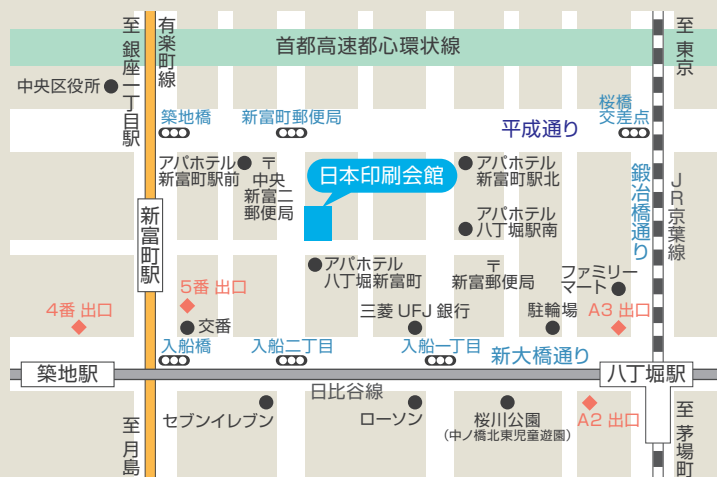 至 銀座一丁目駅
有楽町線
首都高速都心環状線
至 東京
中央区役所
築地橋
新富町郵便局
平成通り
桜橋
交差点
アパホテル
新富町駅前
〒
中央
新富二
郵便局
日本印刷会館
アパホテル
新富町駅北
鍛冶橋通り
JR京葉線
新富町駅
アパホテル
八丁堀駅南
アパホテル
八丁堀新富町
〒
新富郵便局
ファミリー
マート
4番 出口
5番 出口
交番
三菱 UFJ 銀行
駐輪場
A3 出口
入船橋
入船二丁目
入船一丁目
新大橋通り
築地駅
日比谷線
八丁堀駅
至 月島
セブンイレブン
ローソン
桜川公園
(中ノ橋北東児童遊園)
A2 出口
至 茅場町